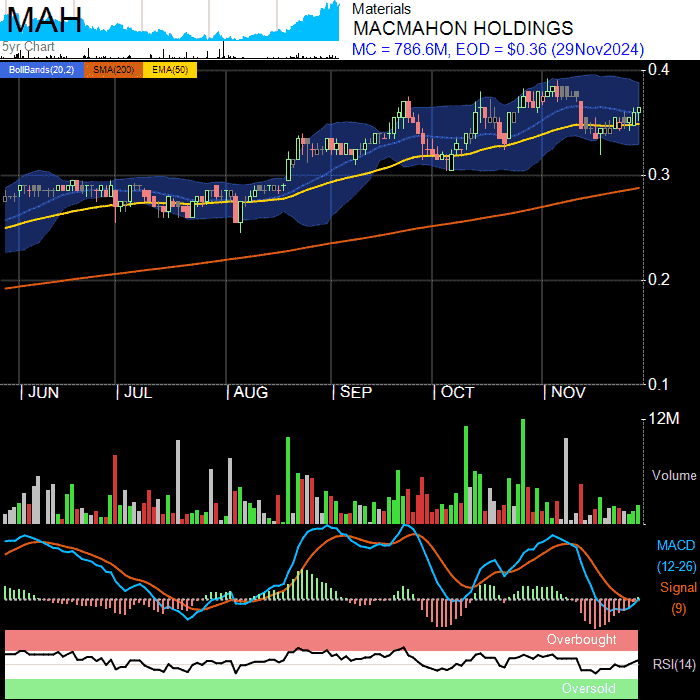 MAH
5yr Chart
Materials
MACMAHON HOLDINGS
MC = 786.6M, EOD = $0.36 (29Nov2024)
BollBands(20,2) SMA(200) EMA(50)
0.4
0.3
0.2
0.1
| JUN | JUL | AUG | SEP | OCT | NOV
12M
Volume
MACD
(12-26)
Signal
(9)
Overbought
RSI(14)
Oversold